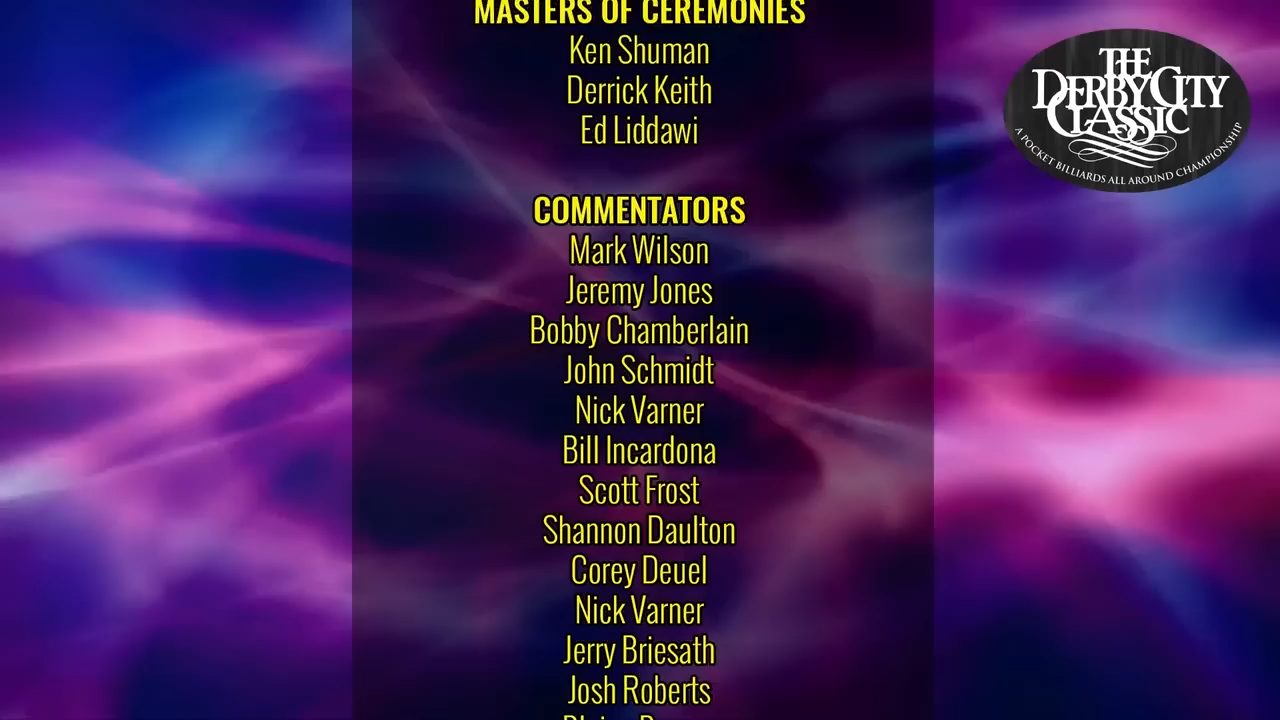 MASTERS OF CEREMONIES
Ken Shuman
Derrick Keith
Ed Liddawi
COMMENTATORS
Mark Wilson
Jeremy Jones
Bobby Chamberlain
John Schmidt
Nick Varner
Bill Incardona
Scott Frost
Shannon Daulton
Corey Deuel
Nick Varner
Jerry Briesath
Josh Roberts
THE
DERBY CITY
CLASSIC
A POCKET BILLIARDS ALL AROUND CHAMPIONSHIP